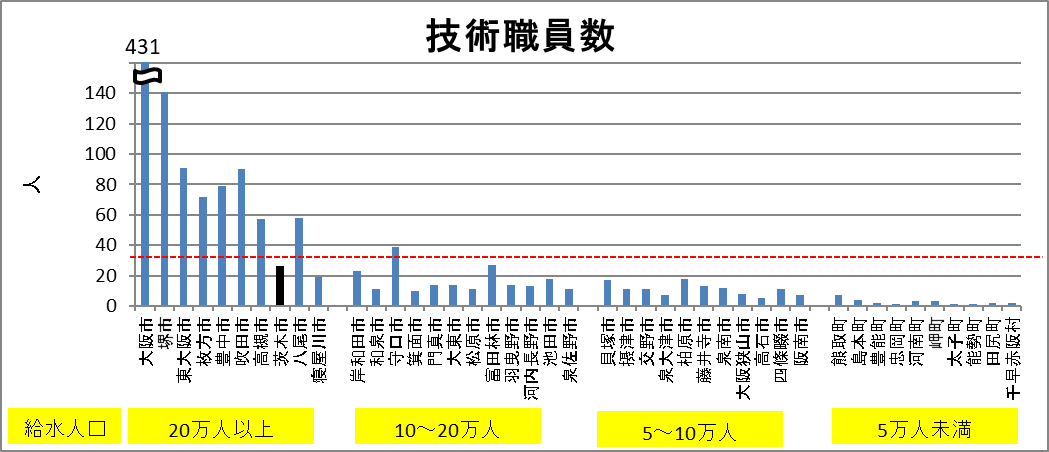 技術職員数
431
人
140
120
100
80
60
40
20
0
大阪市
堺市
東大阪市
枚方市
豊中市
吹田市
高槻市
茨木市
八尾市
寝屋川市
岸和田市
和泉市
守口市
箕面市
門真市
大東市
松原市
富田林市
羽曳野市
河内長野市
池田市
泉佐野市
貝塚市
摂津市
交野市
泉大津市
柏原市
藤井寺市
泉南市
大阪狭山市
高石市
四條畷市
阪南市
熊取町
島本町
豊能町
忠岡町
河南町
岬町
太子町
能勢町
田尻町
千早赤阪村
給水人口
20万人以上
10～20万人
5～10万人
5万人未満